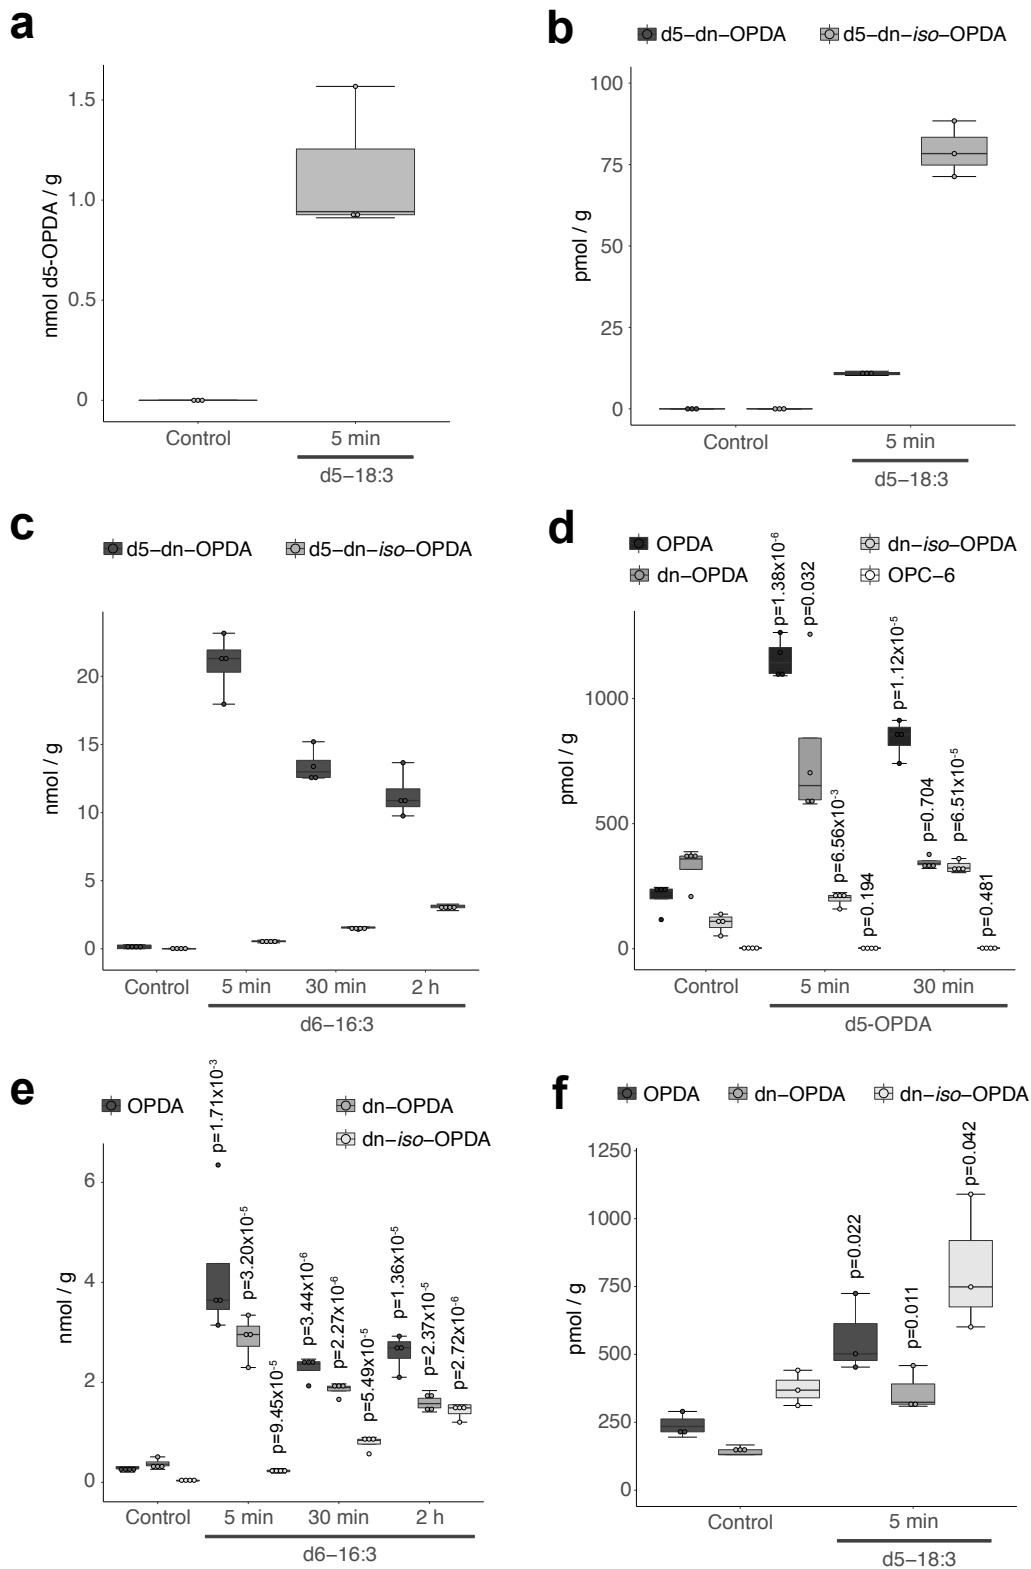 a
nmol d5-OPDA / g
1.5
1.0
0.5
0
Control
5 min
d5−18:3
b
d5−dn−OPDA
d5−dn−iso−OPDA
pmol / g
100
75
50
25
0
Control
5 min
d5−18:3
c
d5−dn−OPDA
d5−dn−iso−OPDA
nmol / g
20
15
10
5
0
Control
5 min
30 min
2 h
d6−16:3
d
OPDA
dn−OPDA
dn−iso−OPDA
OPC−6
pmol / g
1000
500
0
p=1.38x10⁻⁶
p=0.032
p=6.56x10⁻³
p=0.194
p=1.12x10⁻⁵
p=0.704
p=6.51x10⁻⁵
p=0.481
Control
5 min
30 min
d5-OPDA
e
OPDA
dn−OPDA
dn−iso−OPDA
nmol / g
6
4
2
0
p=1.71x10⁻³
p=3.20x10⁻⁵
p=9.45x10⁻⁵
p=3.44x10⁻⁶
p=2.27x10⁻⁶
p=5.49x10⁻⁵
p=1.36x10⁻⁵
p=2.37x10⁻⁵
p=2.72x10⁻⁶
Control
5 min
30 min
2 h
d6−16:3
f
OPDA
dn−OPDA
dn−iso−OPDA
pmol / g
1250
1000
750
500
250
0
p=0.022
p=0.011
p=0.042
Control
5 min
d5−18:3